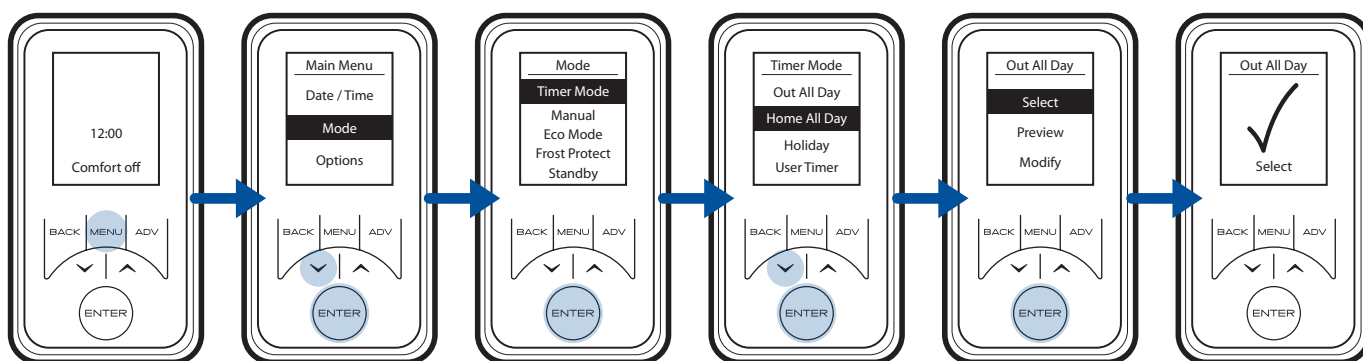 12:00
Comfort off
BACK MENU ADV
ENTER
Main Menu
Date / Time
Mode
Options
BACK MENU ADV
ENTER
Mode
Timer Mode
Manual
Eco Mode
Frost Protect
Standby
BACK MENU ADV
ENTER
Timer Mode
Out All Day
Home All Day
Holiday
User Timer
BACK MENU ADV
ENTER
Out All Day
Select
Preview
Modify
BACK MENU ADV
ENTER
Out All Day
Select
BACK MENU ADV
ENTER